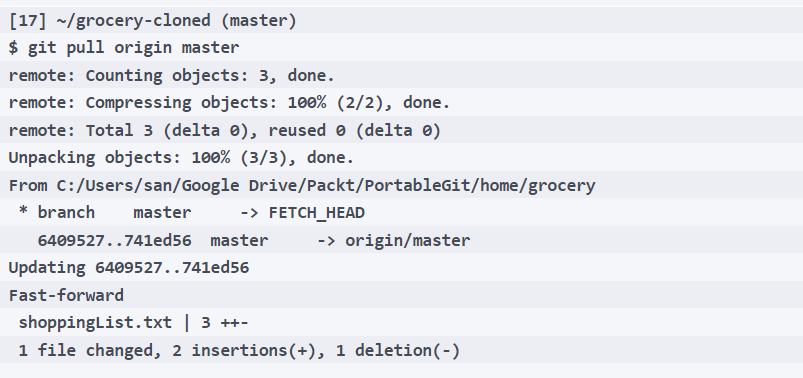 [17] ~/grocery-cloned (master)
$ git pull origin master
remote: Counting objects: 3, done.
remote: Compressing objects: 100% (2/2), done.
remote: Total 3 (delta 0), reused 0 (delta 0)
Unpacking objects: 100% (3/3), done.
From C:/Users/san/Google Drive/Packt/PortableGit/home/grocery
 * branch    master     -> FETCH_HEAD
   6409527..741ed56  master     -> origin/master
Updating 6409527..741ed56
Fast-forward
 shoppingList.txt | 3 ++-
 1 file changed, 2 insertions(+), 1 deletion(-)